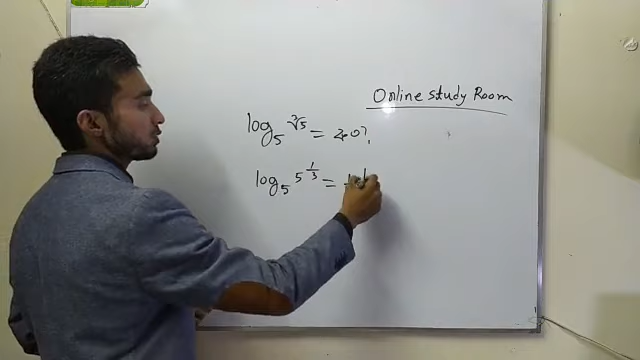 Online Study Room
log₅ ∛5 =
log₅ 5^(1/3) =